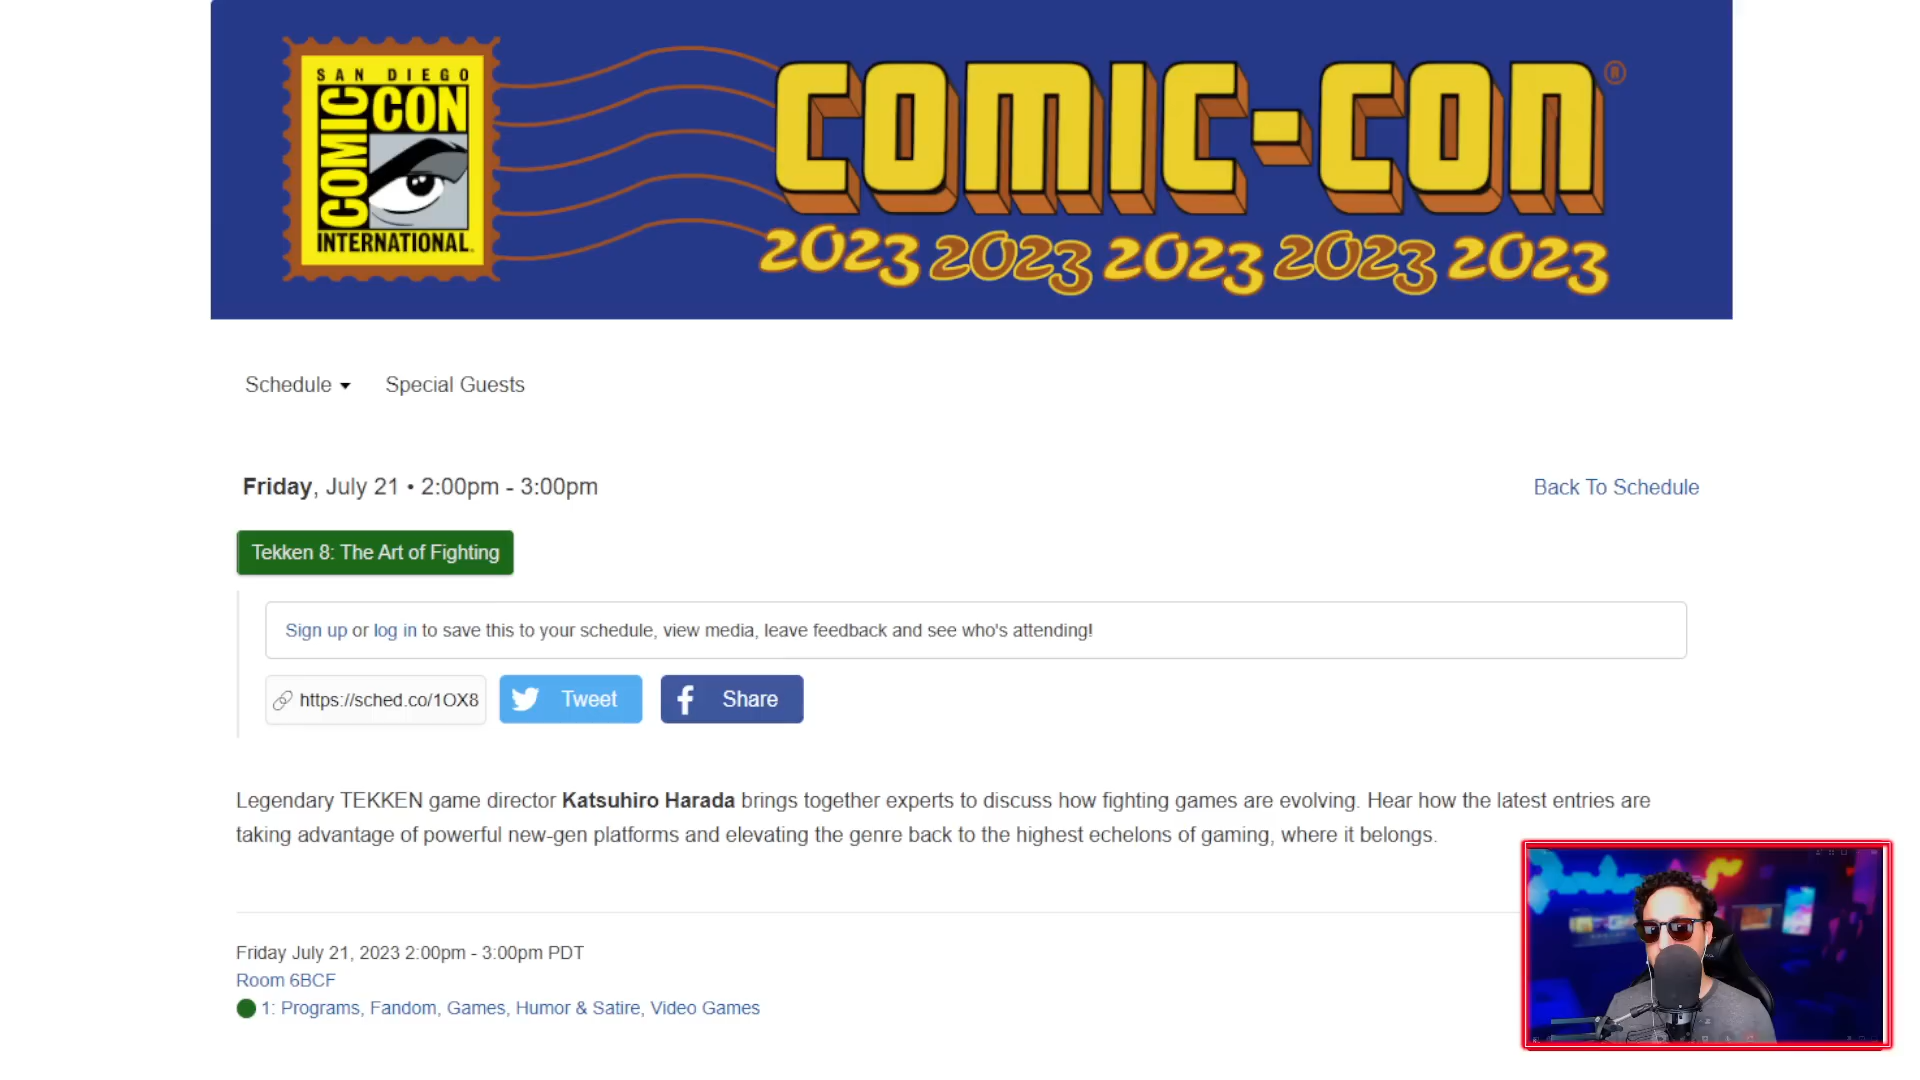 SAN DIEGO
COMIC
CON
INTERNATIONAL
COMIC-CON®
2023 2023 2023 2023 2023
Schedule
Special Guests
Friday, July 21 • 2:00pm - 3:00pm
Back To Schedule
Tekken 8: The Art of Fighting
Sign up or log in to save this to your schedule, view media, leave feedback and see who's attending!
https://sched.co/1OX8
Tweet
Share
Legendary TEKKEN game director Katsuhiro Harada brings together experts to discuss how fighting games are evolving. Hear how the latest entries are
taking advantage of powerful new-gen platforms and elevating the genre back to the highest echelons of gaming, where it belongs.
Friday July 21, 2023 2:00pm - 3:00pm PDT
Room 6BCF
1: Programs, Fandom, Games, Humor & Satire, Video Games